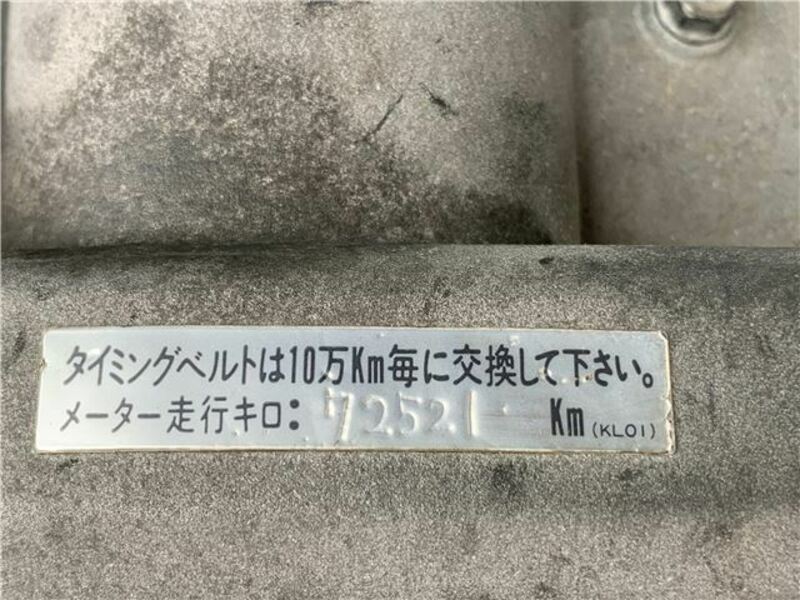 タイミングベルトは10万Km毎に交換して下さい。
メーター走行キロ: 72521 Km (KL01)